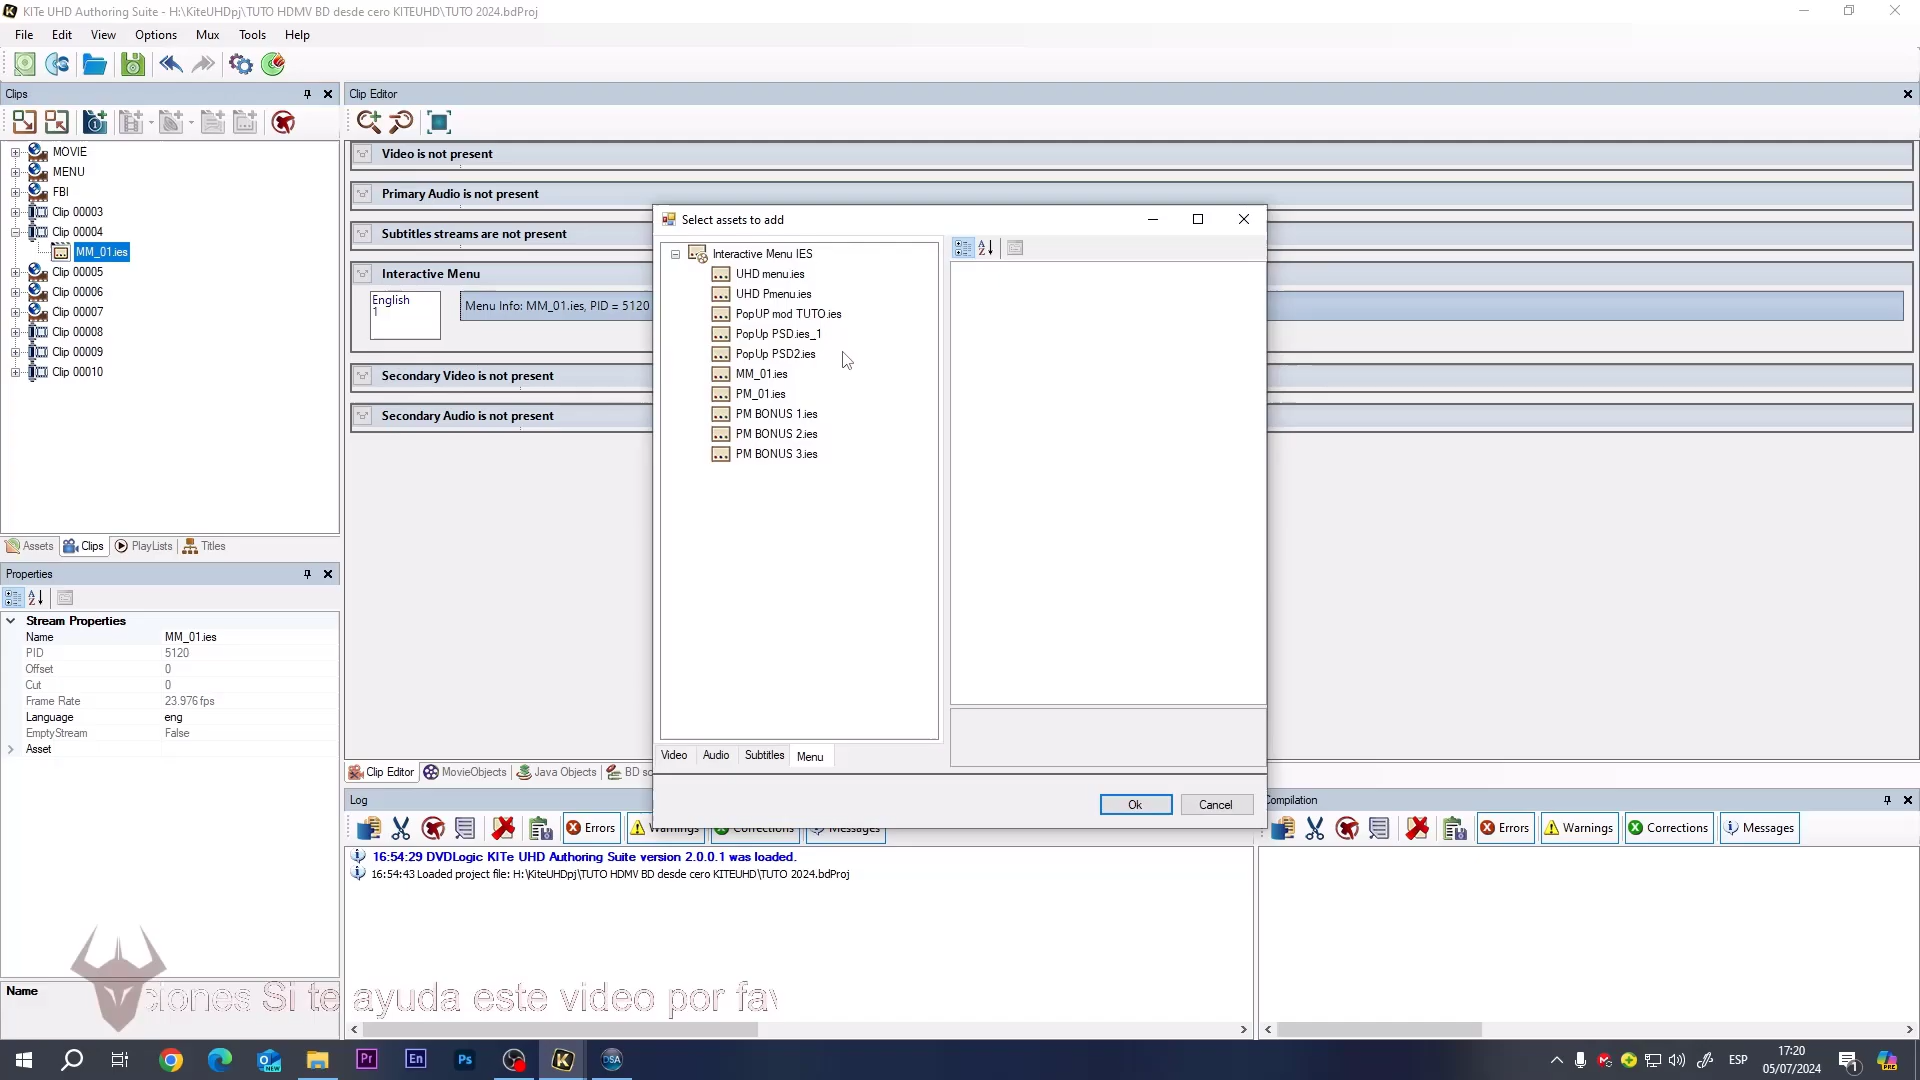 KITe UHD Authoring Suite - H:\KiteUHDpj\TUTO HDMV BD desde cero KITEUHD\TUTO 2024.bdProj
File Edit View Options Mux Tools Help
Clips
MOVIE
MENU
FBI
Clip 00003
Clip 00004
MM_01.ies
Clip 00005
Clip 00006
Clip 00007
Clip 00008
Clip 00009
Clip 00010
Assets Clips PlayLists Titles
Properties
Stream Properties
Name MM_01.ies
PID 5120
Offset 0
Cut 0
Frame Rate 23.976 fps
Language eng
EmptyStream False
Asset
Name
Clip Editor
Video is not present
Primary Audio is not present
Subtitles streams are not present
Interactive Menu
English
1
Menu Info: MM_01.ies, PID = 5120
Secondary Video is not present
Secondary Audio is not present
Clip Editor MovieObjects Java Objects BD
Select assets to add
Interactive Menu IES
UHD menu.ies
UHD Pmenu.ies
PopUP mod TUTO.ies
PopUp PSD.ies_1
PopUp PSD2.ies
MM_01.ies
PM_01.ies
PM BONUS 1.ies
PM BONUS 2.ies
PM BONUS 3.ies
Video Audio Subtitles Menu
Ok Cancel
Log
Errors Warnings Corrections Messages
16:54:29 DVDLogic KITe UHD Authoring Suite version 2.0.0.1 was loaded.
16:54:43 Loaded project file: H:\KiteUHDpj\TUTO HDMV BD desde cero KITEUHD\TUTO 2024.bdProj
Compilation
Errors Warnings Corrections Messages
ciones Si te ayuda este video por fav
ESP
17:20
05/07/2024